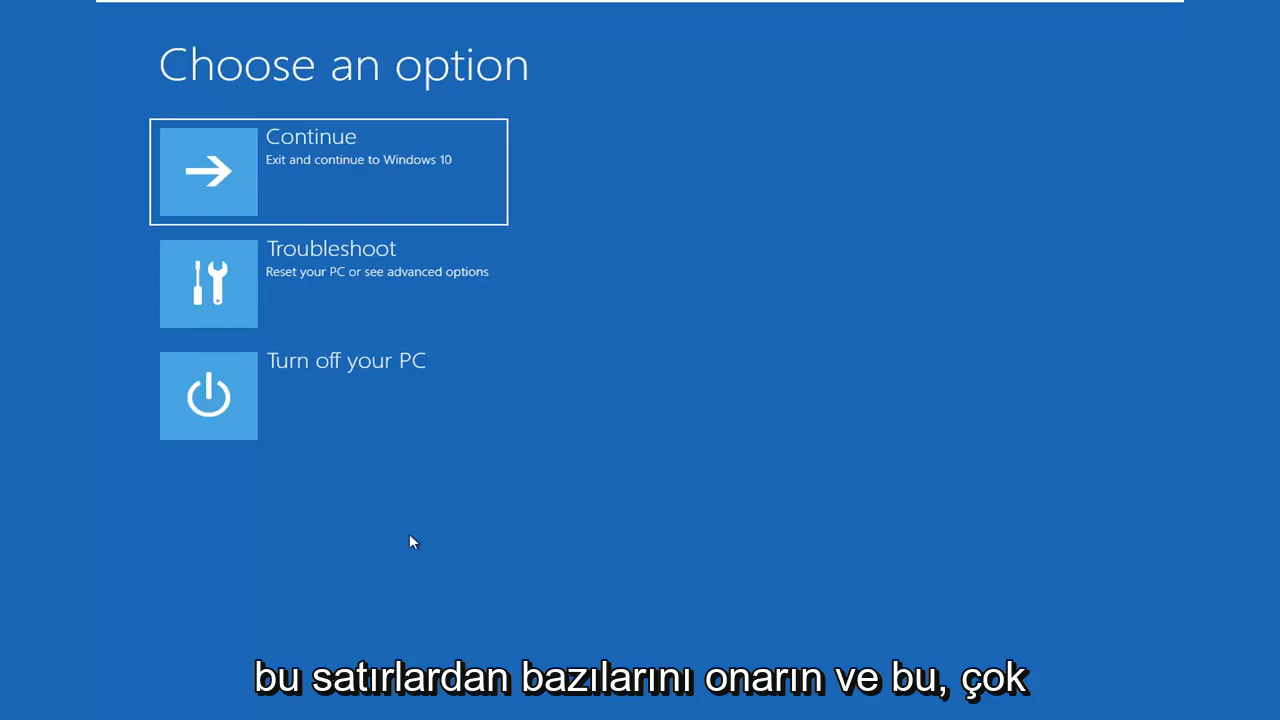 Choose an option
Continue
Exit and continue to Windows 10
Troubleshoot
Reset your PC or see advanced options
Turn off your PC
bu satırlardan bazılarını onarın ve bu, çok